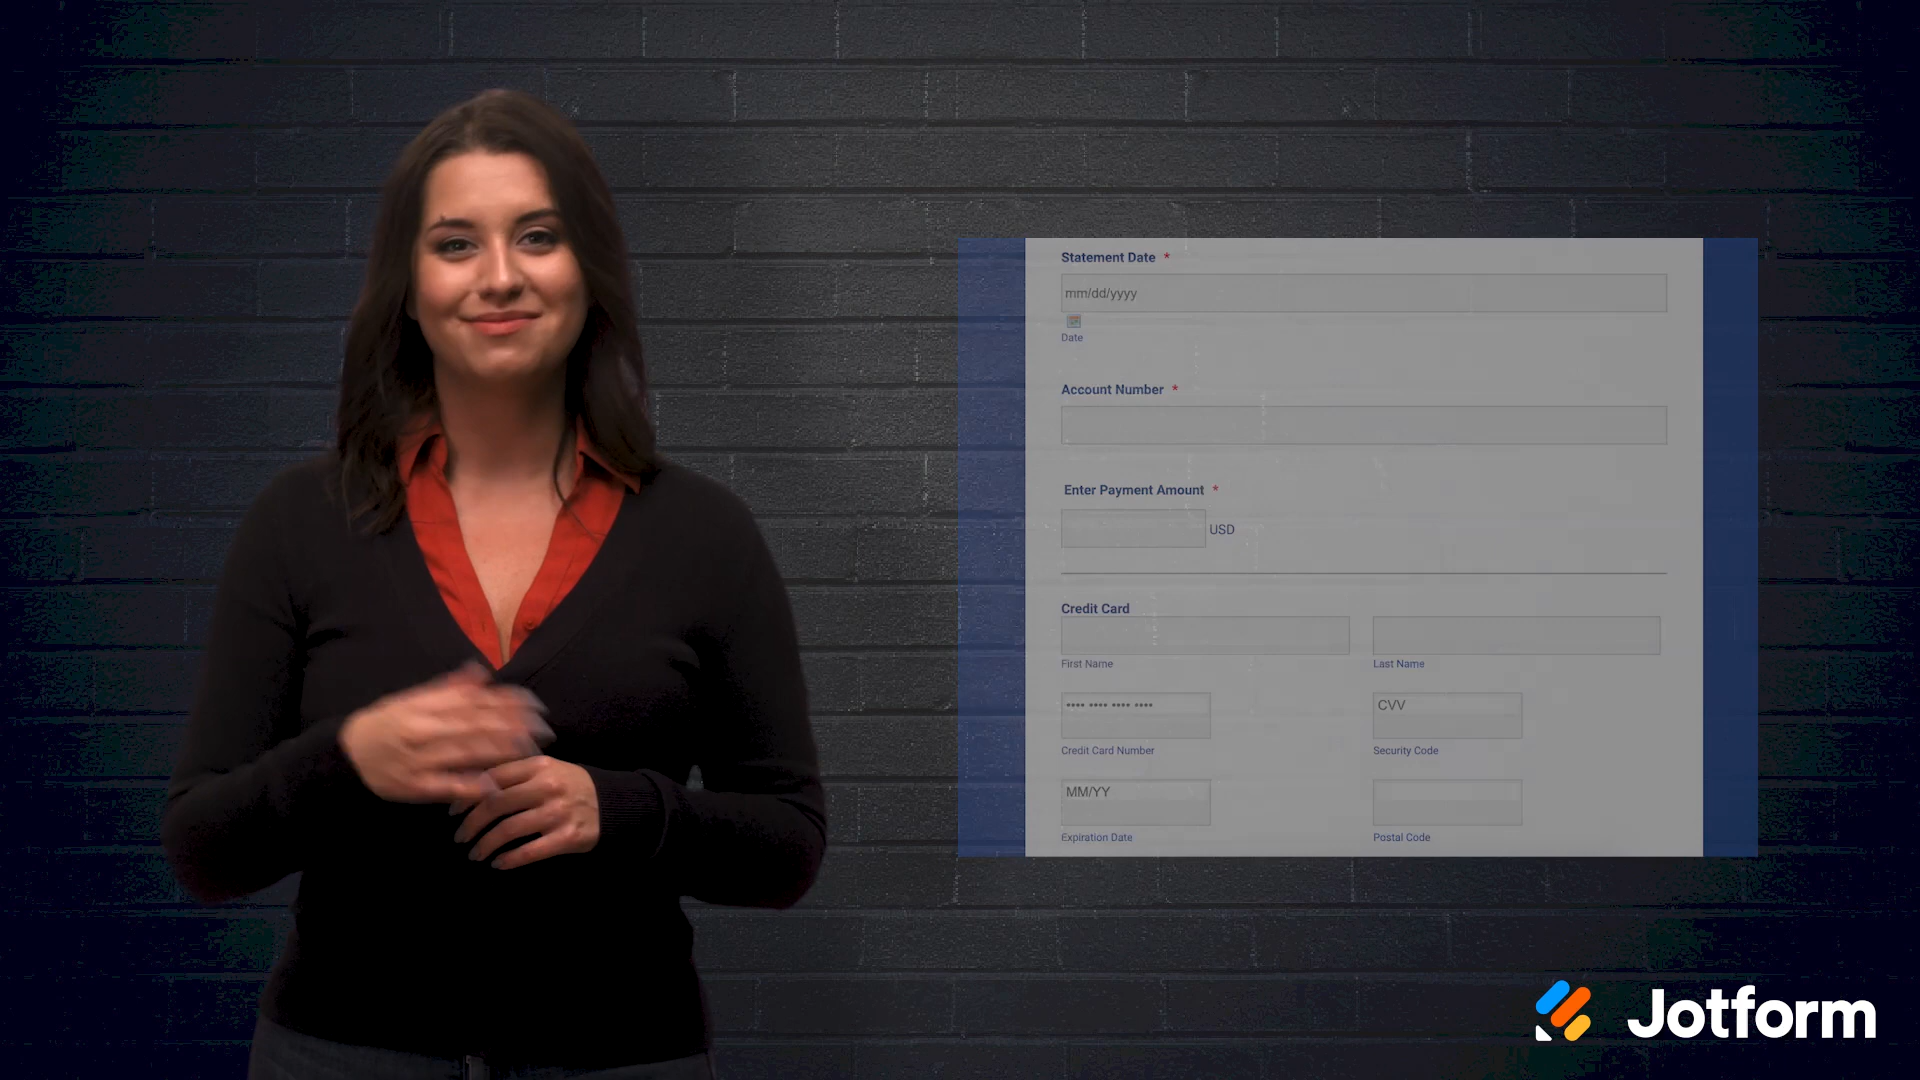 Statement Date *
mm/dd/yyyy
Date
Account Number *
Enter Payment Amount *
USD
Credit Card
First Name Last Name
•••• •••• •••• •••• CVV
Credit Card Number Security Code
MM/YY
Expiration Date Postal Code
Jotform